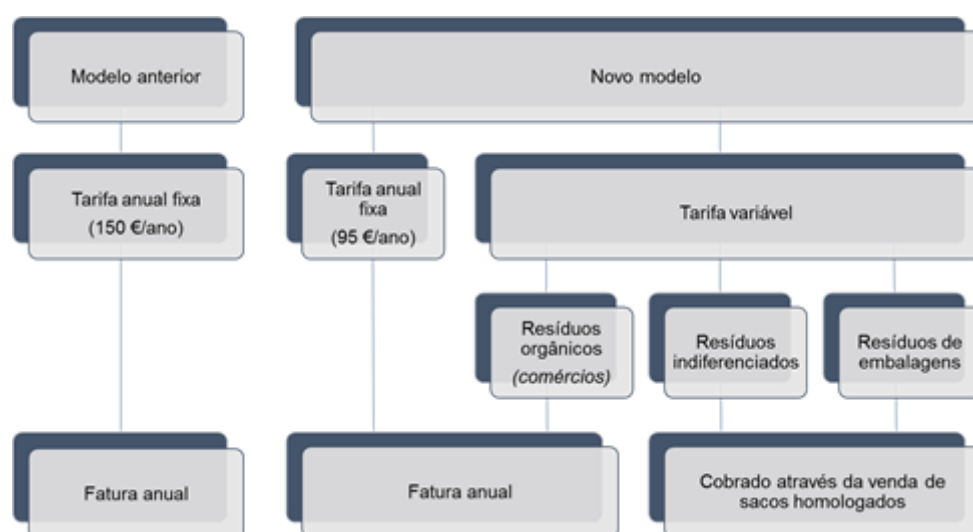 Modelo anterior
Novo modelo
Tarifa anual fixa
(150 €/ano)
Tarifa anual
fixa
(95 €/ano)
Tarifa variável
Resíduos
orgânicos
(comércios)
Resíduos
indiferenciados
Resíduos de
embalagens
Fatura anual
Fatura anual
Cobrado através da venda de
sacos homologados